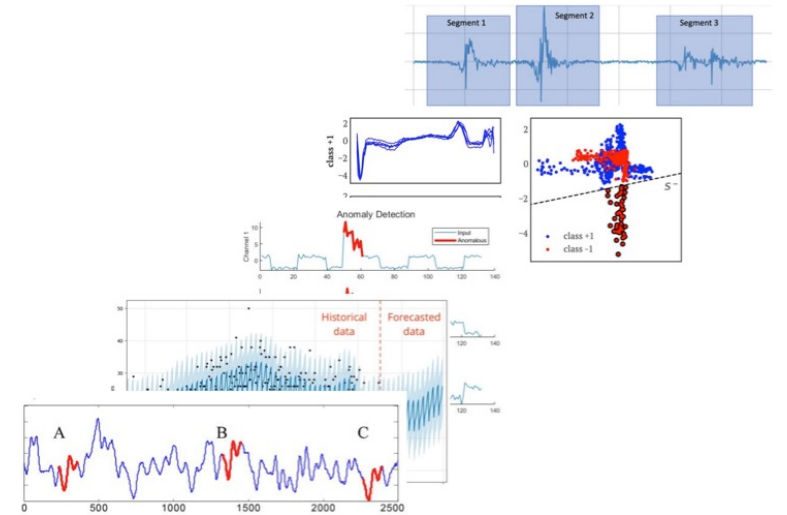 Segment 1
Segment 2
Segment 3
class +1
2
0
−2
−4
2
2
0
−2
−4
S⁻
class +1
class -1
Anomaly Detection
Channel 1
10
5
0
Input
Anomalous
0 20 40 60 80 100 120 140
50
40
30
Historical data
Forecasted data
120 140
120 140
A B C
0 500 1000 1500 2000 2500